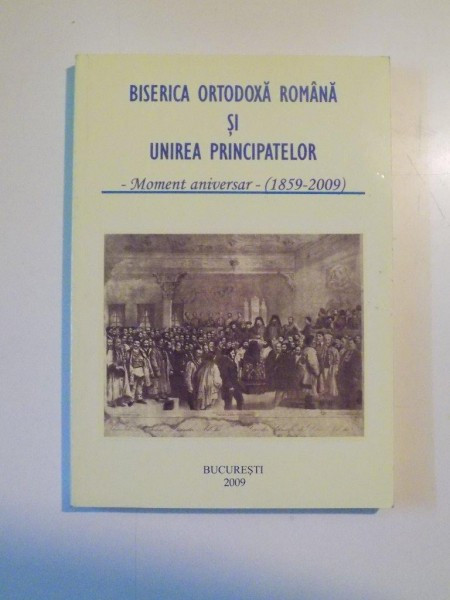 BISERICA ORTODOXĂ ROMÂNĂ
ȘI
UNIREA PRINCIPATELOR
- Moment aniversar - (1859-2009)
BUCUREȘTI
2009